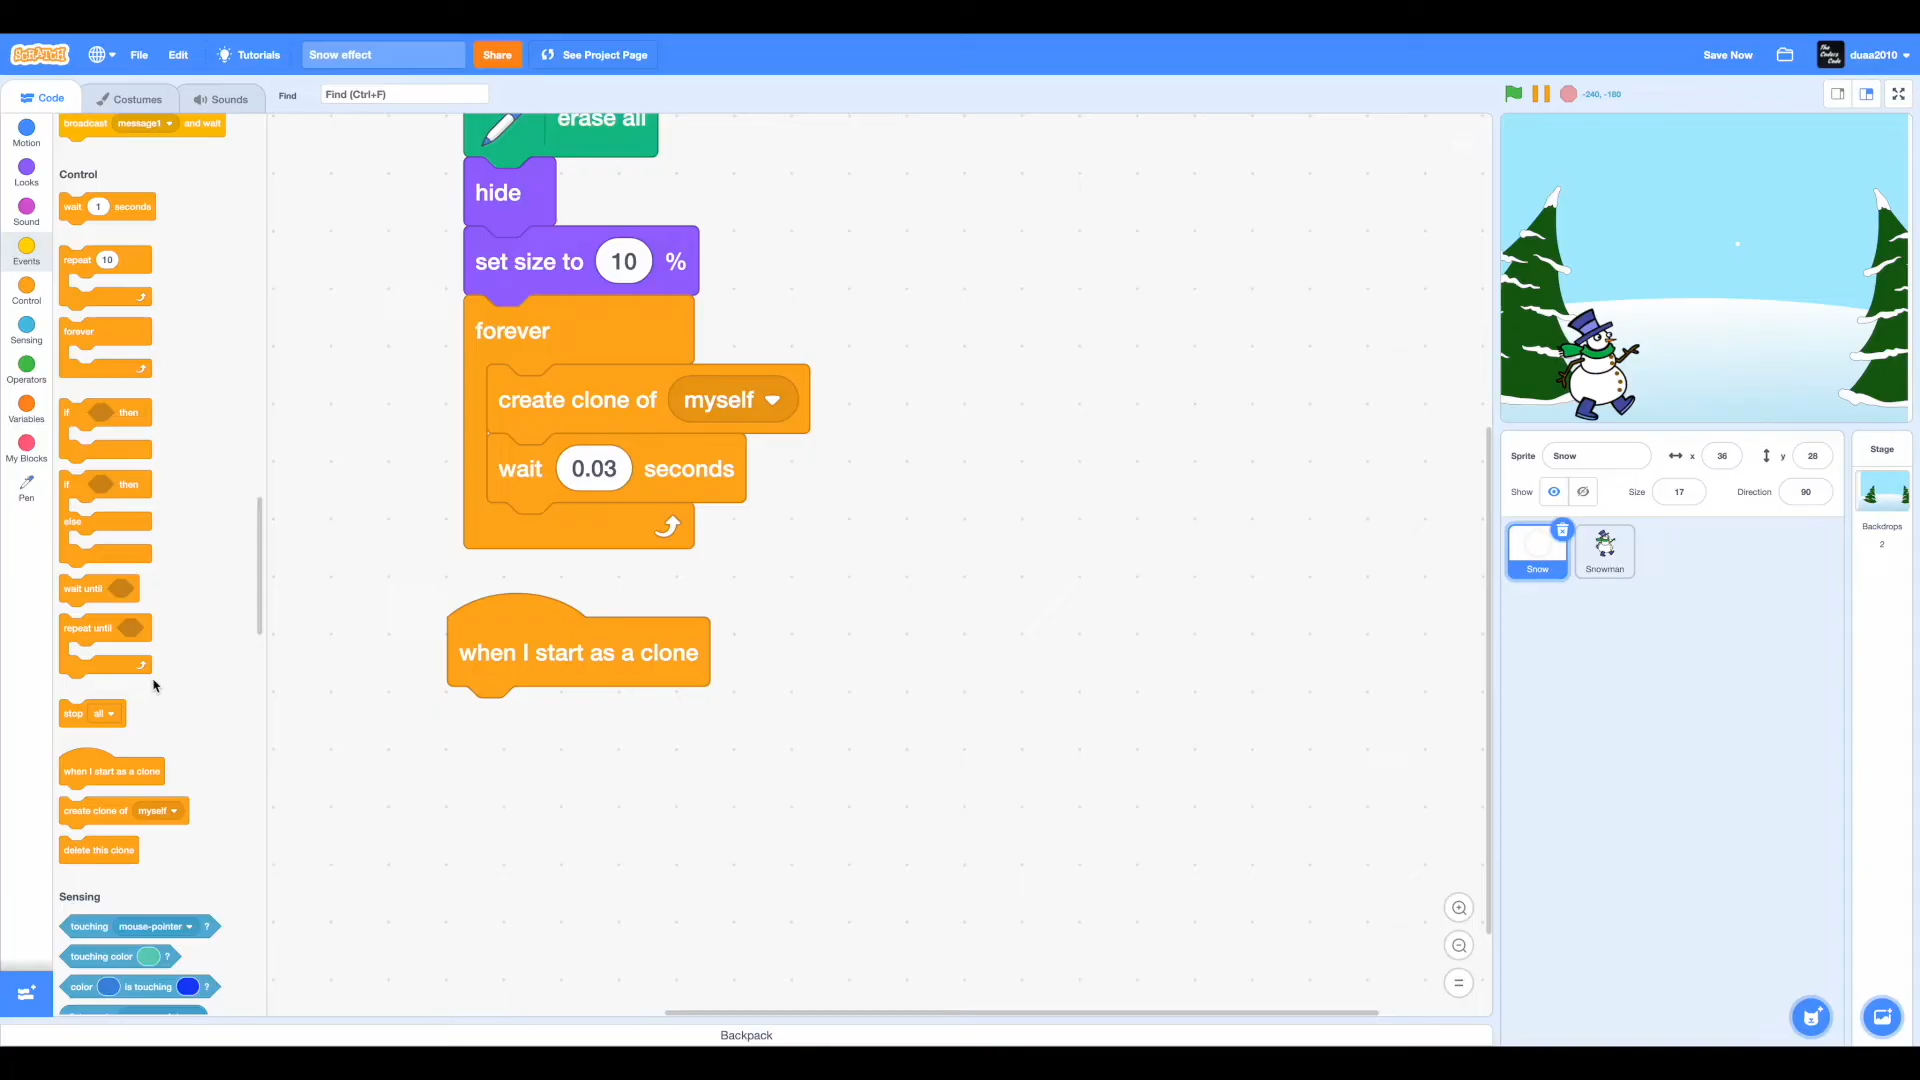 SCRATCH
File
Edit
Tutorials
Snow effect
Share
See Project Page
Save Now
The Coders Code
duaa2010
Code
Costumes
Sounds
Find
Find (Ctrl+F)
-240, -180
Motion
Looks
Sound
Events
Control
Sensing
Operators
Variables
My Blocks
Pen
broadcast message1 and wait
Control
wait 1 seconds
repeat 10
forever
if then
if then
else
wait until
repeat until
stop all
when I start as a clone
create clone of myself
delete this clone
Sensing
touching mouse-pointer ?
touching color ?
color is touching ?
erase all
hide
set size to 10 %
forever
create clone of myself
wait 0.03 seconds
when I start as a clone
Sprite Snow x 36 y 28
Show Size 17 Direction 90
Snow
Snowman
Stage
Backdrops
2
Backpack